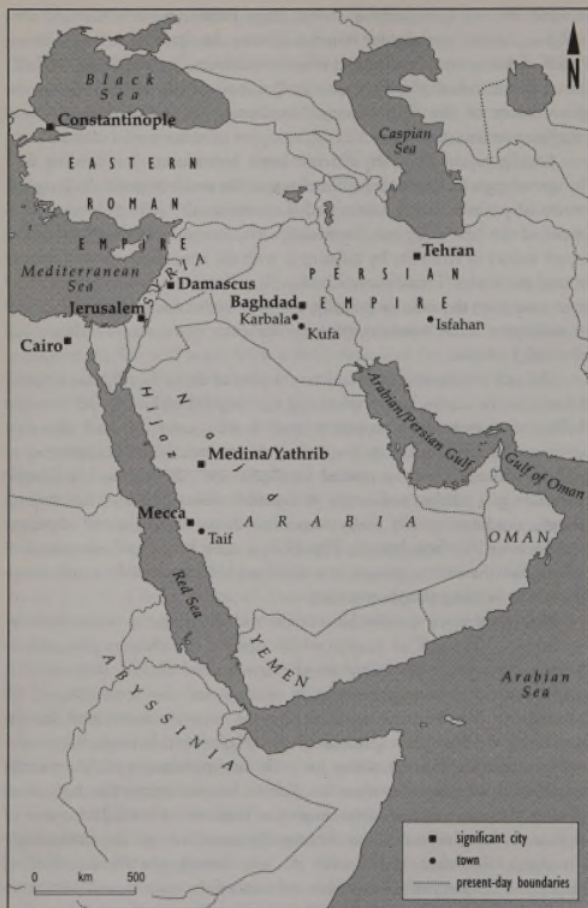 N
Black
Sea
Constantinople
Caspian
Sea
EASTERN
ROMAN
EMPIRE
Mediterranean
Sea
SYRIA
Tehran
PERSIAN
EMPIRE
Damascus
Baghdad
Jerusalem
Karbala
Kufa
Isfahan
Cairo
Hijaz
Najd
Arabian/Persian Gulf
Gulf of Oman
Medina/Yathrib
Mecca
Taif
ARABIA
OMAN
Red Sea
YEMEN
ABYSSINIA
Arabian
Sea
significant city
town
present-day boundaries
0 km 500